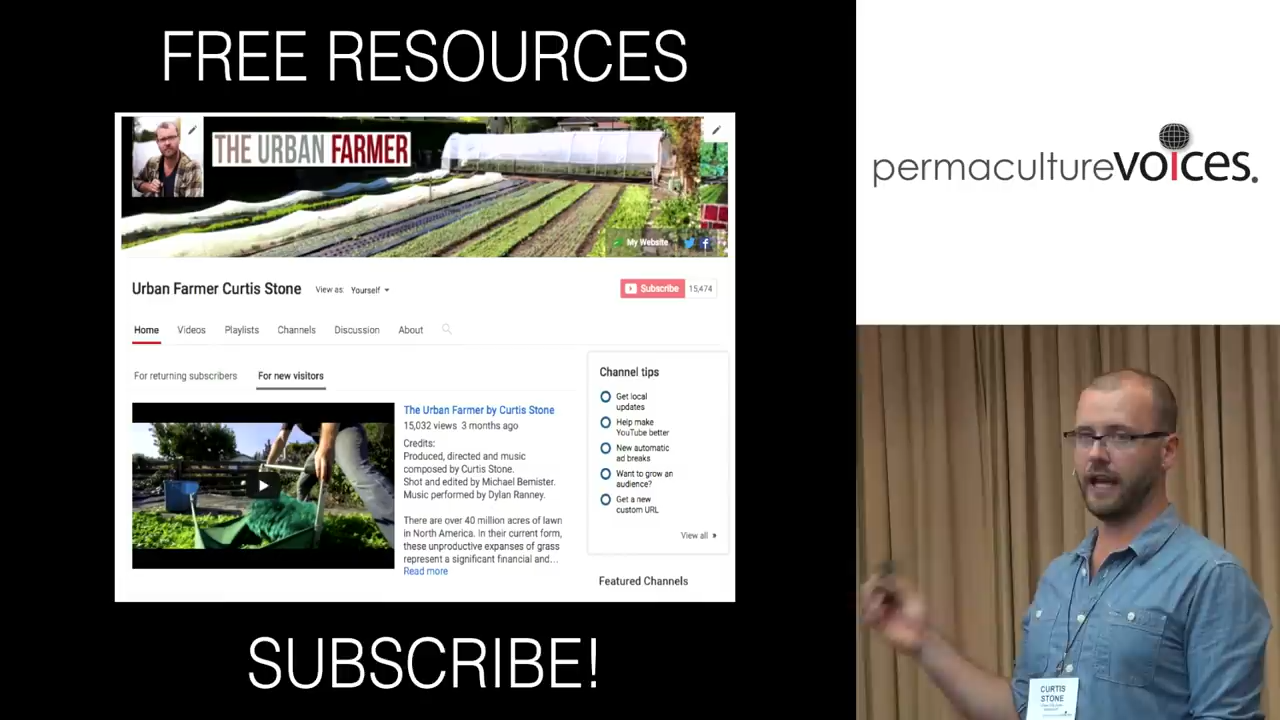 FREE RESOURCES
THE URBAN FARMER
My Website
Urban Farmer Curtis Stone
View as: Yourself
Subscribe 15,474
Home Videos Playlists Channels Discussion About
For returning subscribers For new visitors
The Urban Farmer by Curtis Stone
15,032 views 3 months ago
Credits:
Produced, directed and music
composed by Curtis Stone.
Shot and edited by Michael Bemister.
Music performed by Dylan Ranney.
There are over 40 million acres of lawn
in North America. In their current form,
these unproductive expanses of grass
represent a significant financial and...
Read more
Channel tips
Get local
updates
Help make
YouTube better
New automatic
ad breaks
Want to grow an
audience?
Get a new
custom URL
View all »
Featured Channels
SUBSCRIBE!
permaculturevoices.
CURTIS
STONE